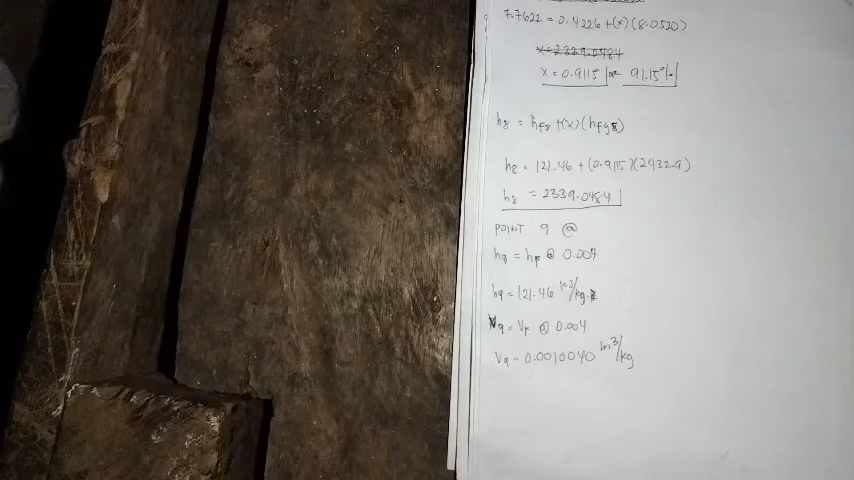 7.7622 = 0.4226 + (x) (8.0520)
x = 2339.0484
x = 0.9115 or 91.15%
h8 = hf8 + (x) (hfg8)
h8 = 121.46 + (0.9115)(2432.9)
h8 = 2339.0484
POINT 9 @
h9 = hf @ 0.004
h9 = 121.46 kJ/kg
V9 = Vf @ 0.004
V9 = 0.0010040 m3/kg